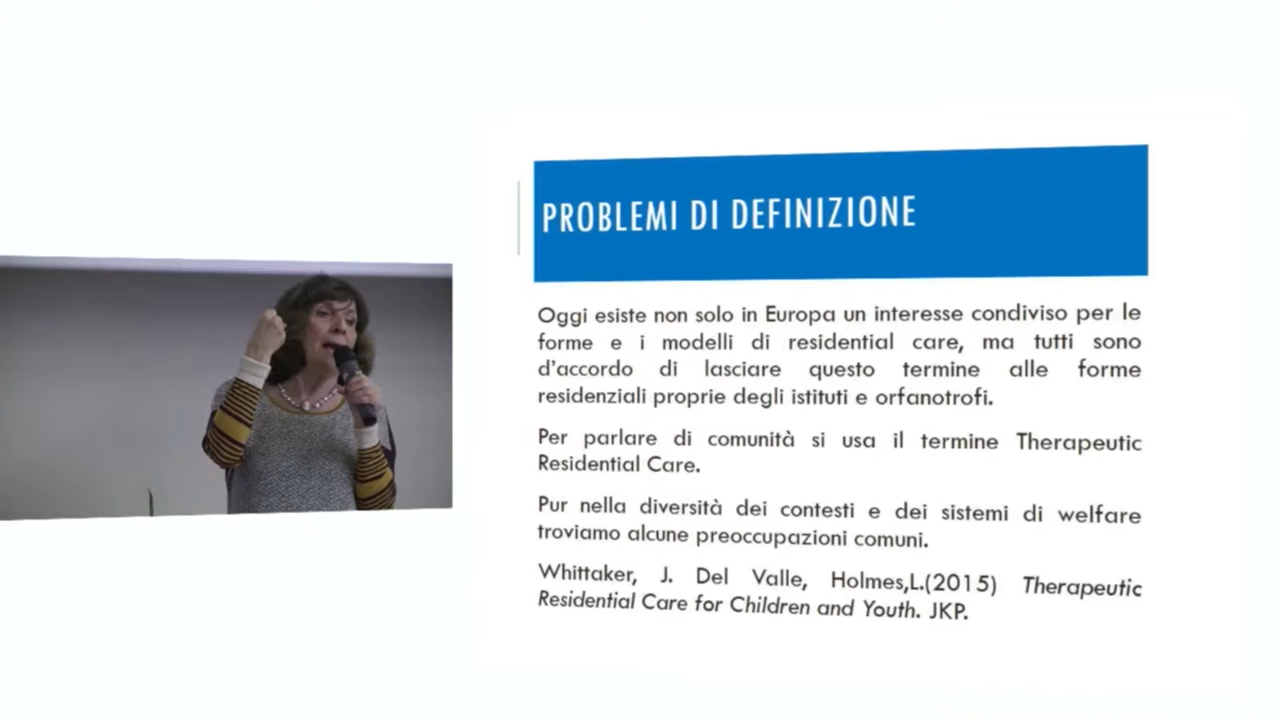 PROBLEMI DI DEFINIZIONE
Oggi esiste non solo in Europa un interesse condiviso per le
forme e i modelli di residential care, ma tutti sono
d'accordo di lasciare questo termine alle forme
residenziali proprie degli istituti e orfanotrofi.
Per parlare di comunità si usa il termine Therapeutic
Residential Care.
Pur nella diversità dei contesti e dei sistemi di welfare
troviamo alcune preoccupazioni comuni.
Whittaker, J. Del Valle, Holmes,L.(2015) Therapeutic
Residential Care for Children and Youth. JKP.